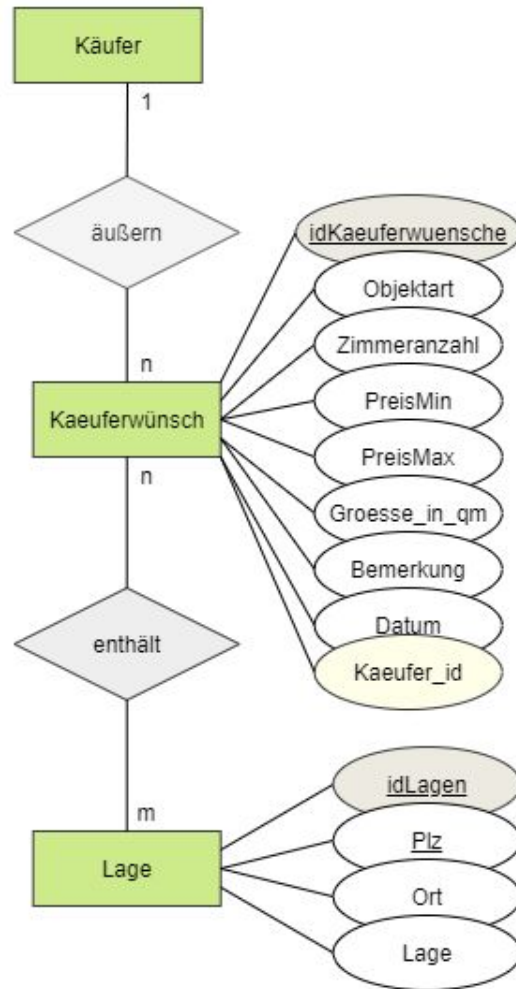 Käufer
1
äußern
n
Kaeuferwünsch
n
enthält
m
Lage
idKaeuferwuensche
Objektart
Zimmeranzahl
PreisMin
PreisMax
Groesse_in_qm
Bemerkung
Datum
Kaeufer_id
idLagen
Plz
Ort
Lage